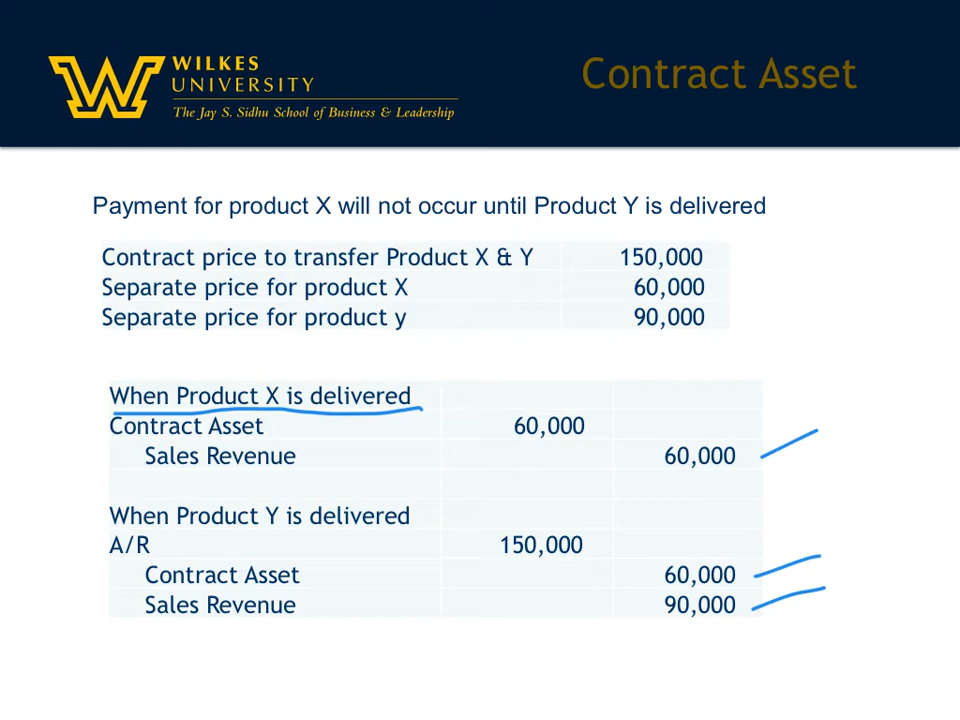 WILKES
UNIVERSITY
The Jay S. Sidhu School of Business & Leadership
Contract Asset
Payment for product X will not occur until Product Y is delivered
Contract price to transfer Product X & Y 150,000
Separate price for product X 60,000
Separate price for product y 90,000
When Product X is delivered
Contract Asset 60,000
Sales Revenue 60,000
When Product Y is delivered
A/R 150,000
Contract Asset 60,000
Sales Revenue 90,000